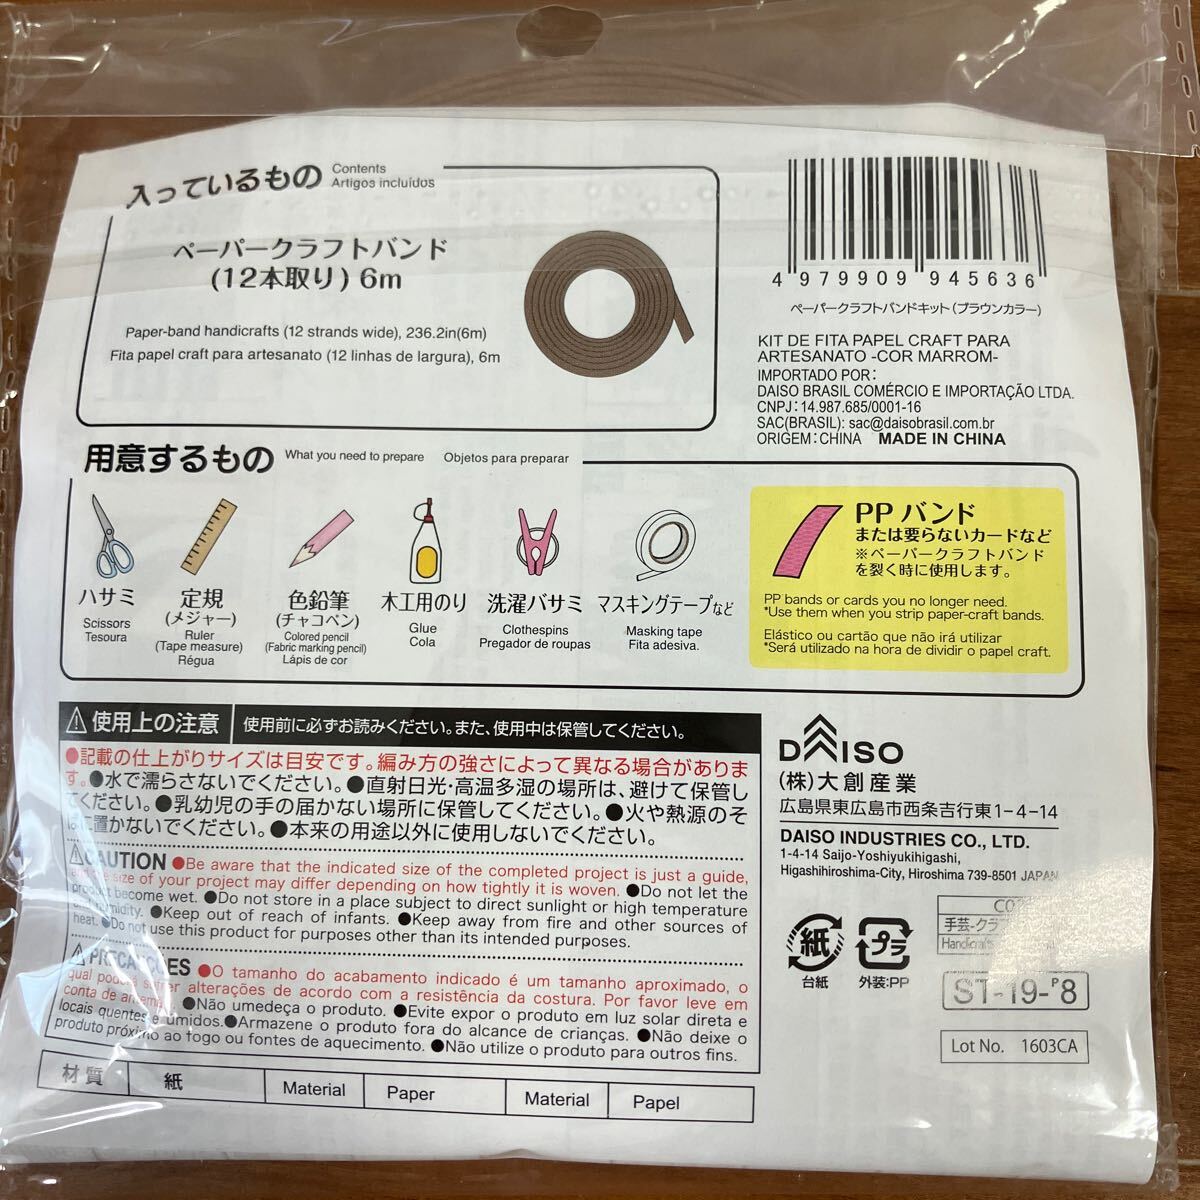 入っているもの
Contents
Artigos incluídos
ペーパークラフトバンド
(12本取り) 6m
Paper-band handicrafts (12 strands wide), 236.2in(6m)
Fita papel craft para artesanato (12 linhas de largura), 6m
4 979909 945636
ペーパークラフトバンドキット(ブラウンカラー)
KIT DE FITA PAPEL CRAFT PARA
ARTESANATO -COR MARROM-
IMPORTADO POR:
DAISO BRASIL COMÉRCIO E IMPORTAÇÃO LTDA.
CNPJ: 14.987.685/0001-16
SAC(BRASIL): sac@daisobrasil.com.br
ORIGEM: CHINA MADE IN CHINA
用意するもの
What you need to prepare
Objetos para preparar
ハサミ
Scissors
Tesoura
定規
(メジャー)
Ruler
(Tape measure)
Régua
色鉛筆
(チャコペン)
Colored pencil
(Fabric marking pencil)
Lápis de cor
木工用のり
Glue
Cola
洗濯バサミ
Clothespins
Pregador de roupas
マスキングテープなど
Masking tape
Fita adesiva.
PPバンド
または要らないカードなど
※ペーパークラフトバンド
を裂く時に使用します。
PP bands or cards you no longer need.
*Use them when you strip paper-craft bands.
Elástico ou cartão que não irá utilizar
*Será utilizado na hora de dividir o papel craft.
使用上の注意
使用前に必ずお読みください。また、使用中は保管してください。
●記載の仕上がりサイズは目安です。編み方の強さによって異なる場合がありま
す。●水で濡らさないでください。●直射日光・高温多湿の場所は、避けて保管し
てください。●乳幼児の手の届かない場所に保管してください。●火や熱源のそ
ばに置かないでください。●本来の用途以外に使用しないでください。
CAUTION ●Be aware that the indicated size of the completed project is just a guide,
and the size of your project may differ depending on how tightly it is woven. ●Do not let the
product become wet. ●Do not store in a place subject to direct sunlight or high temperature
and humidity. ●Keep out of reach of infants. ●Keep away from fire and other sources of
heat. ●Do not use this product for purposes other than its intended purposes.
PRECAUÇÕES ●O tamanho do acabamento indicado é um tamanho aproximado, o
qual poderá sofrer alterações de acordo com a resistência da costura. Por favor leve em
conta de antemão. ●Não umedeça o produto. ●Evite expor o produto em luz solar direta e
locais quentes e úmidos. ●Armazene o produto fora do alcance de crianças. ●Não deixe o
produto próximo ao fogo ou fontes de aquecimento. ●Não utilize o produto para outros fins.
材質 紙 Material Paper Material Papel
DAISO
(株)大創産業
広島県東広島市西条吉行東1-4-14
DAISO INDUSTRIES CO., LTD.
1-4-14 Saijo-Yoshiyukihigashi,
Higashihiroshima-City, Hiroshima 739-8501 JAPAN
紙
台紙
プラ
外装:PP
手芸-クラ
Handicrafts
ST-19-P8
Lot No. 1603CA